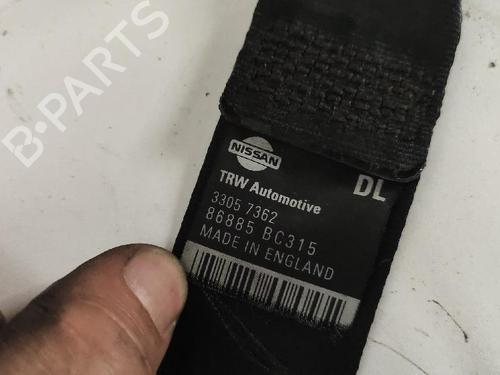 B-PARTS
NISSAN
DL
TRW Automotive
3305 7362
86885 BC315
MADE IN ENGLAND